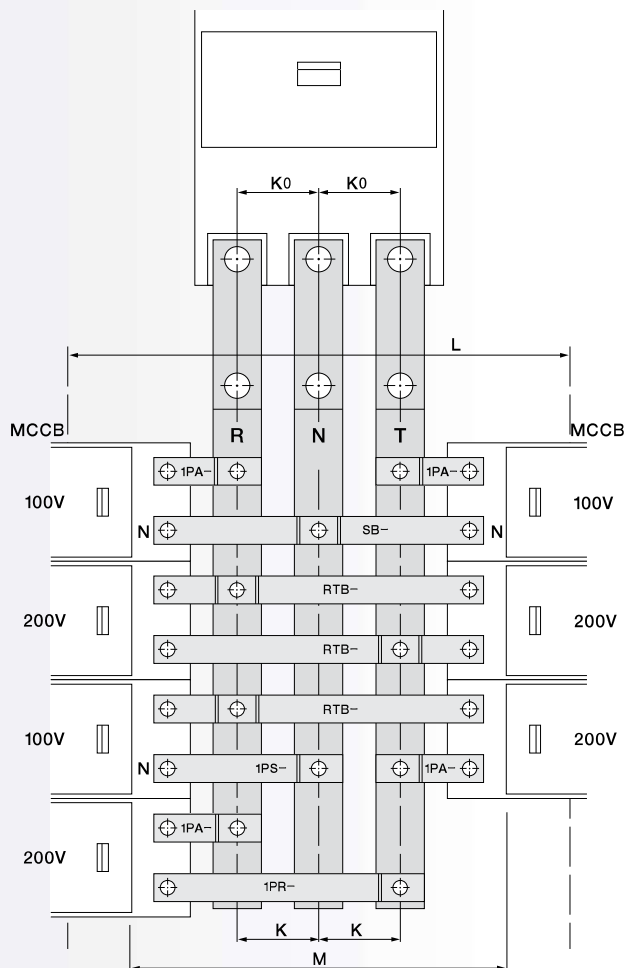 K0 K0
L
MCCB MCCB
R N T
1PA- 1PA-
100V 100V
N SB- N
RTB-
200V 200V
RTB-
RTB-
100V 200V
N 1PS- 1PA-
1PA-
200V
1PR-
K K
M